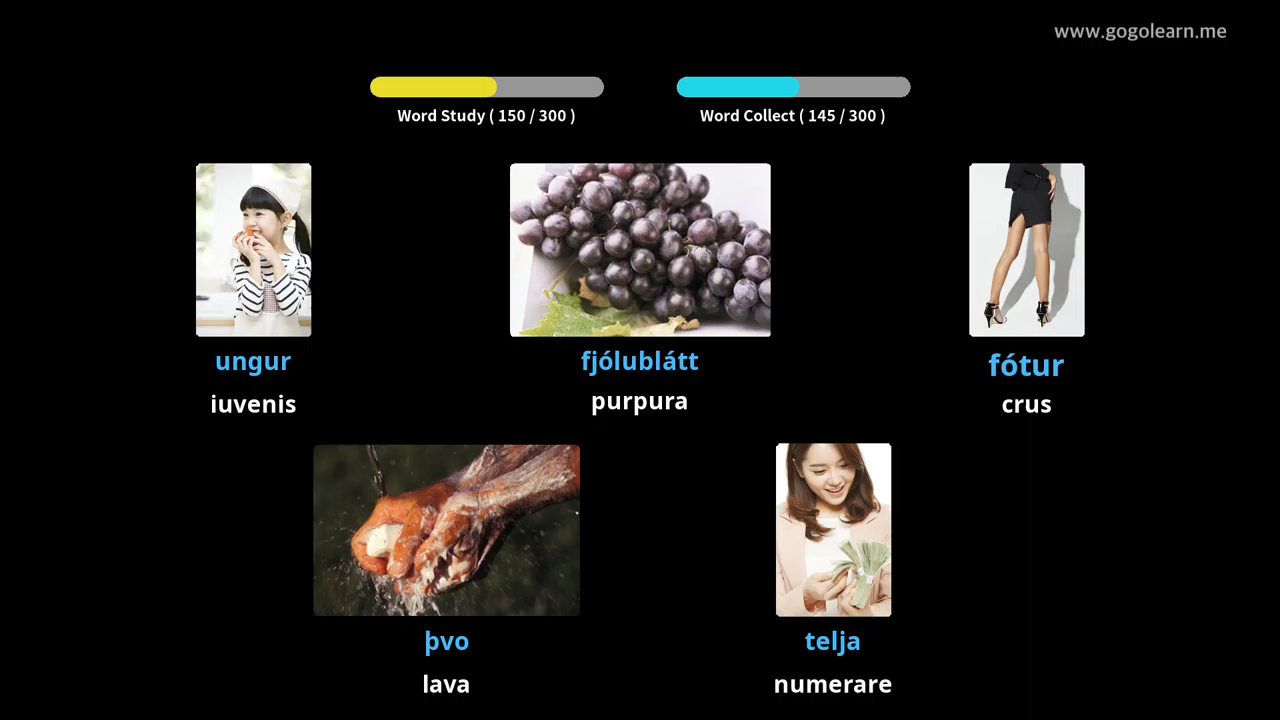 www.gogolearn.me
Word Study ( 150 / 300 )
Word Collect ( 145 / 300 )
ungur
iuvenis
fjólublátt
purpura
fótur
crus
þvo
lava
telja
numerare